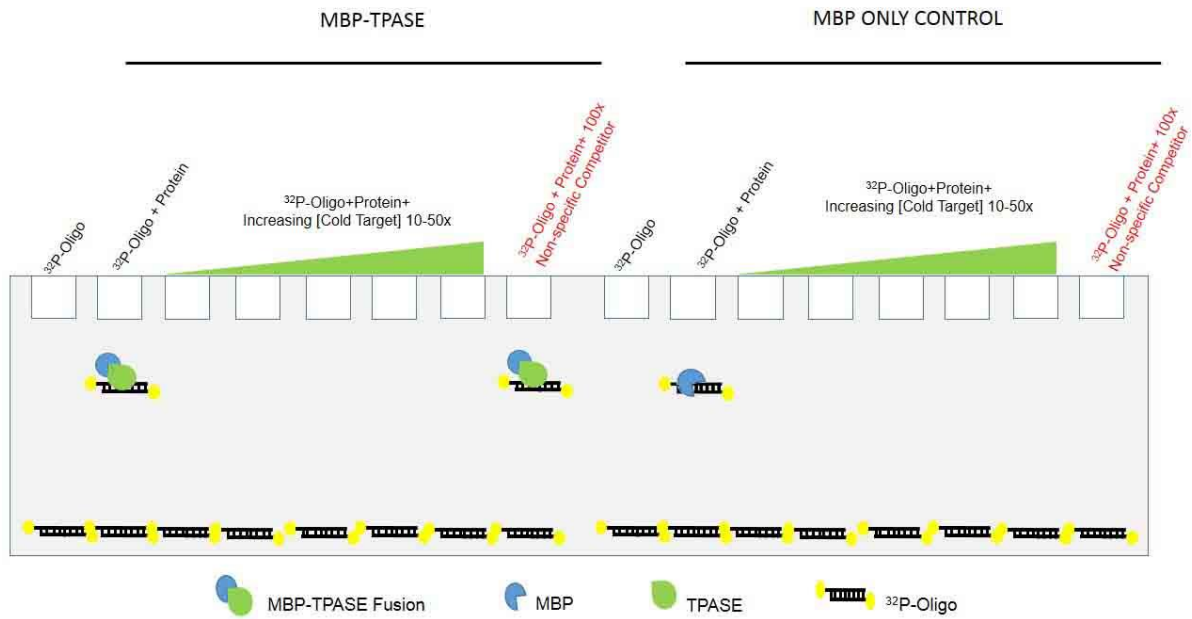 MBP-TPASE
MBP ONLY CONTROL
³²P-Oligo
³²P-Oligo + Protein
³²P-Oligo+Protein+
Increasing [Cold Target] 10-50x
³²P-Oligo + Protein+ 100x
Non-specific Competitor
³²P-Oligo
³²P-Oligo + Protein
³²P-Oligo+Protein+
Increasing [Cold Target] 10-50x
³²P-Oligo + Protein+ 100x
Non-specific Competitor
MBP-TPASE Fusion
MBP
TPASE
³²P-Oligo